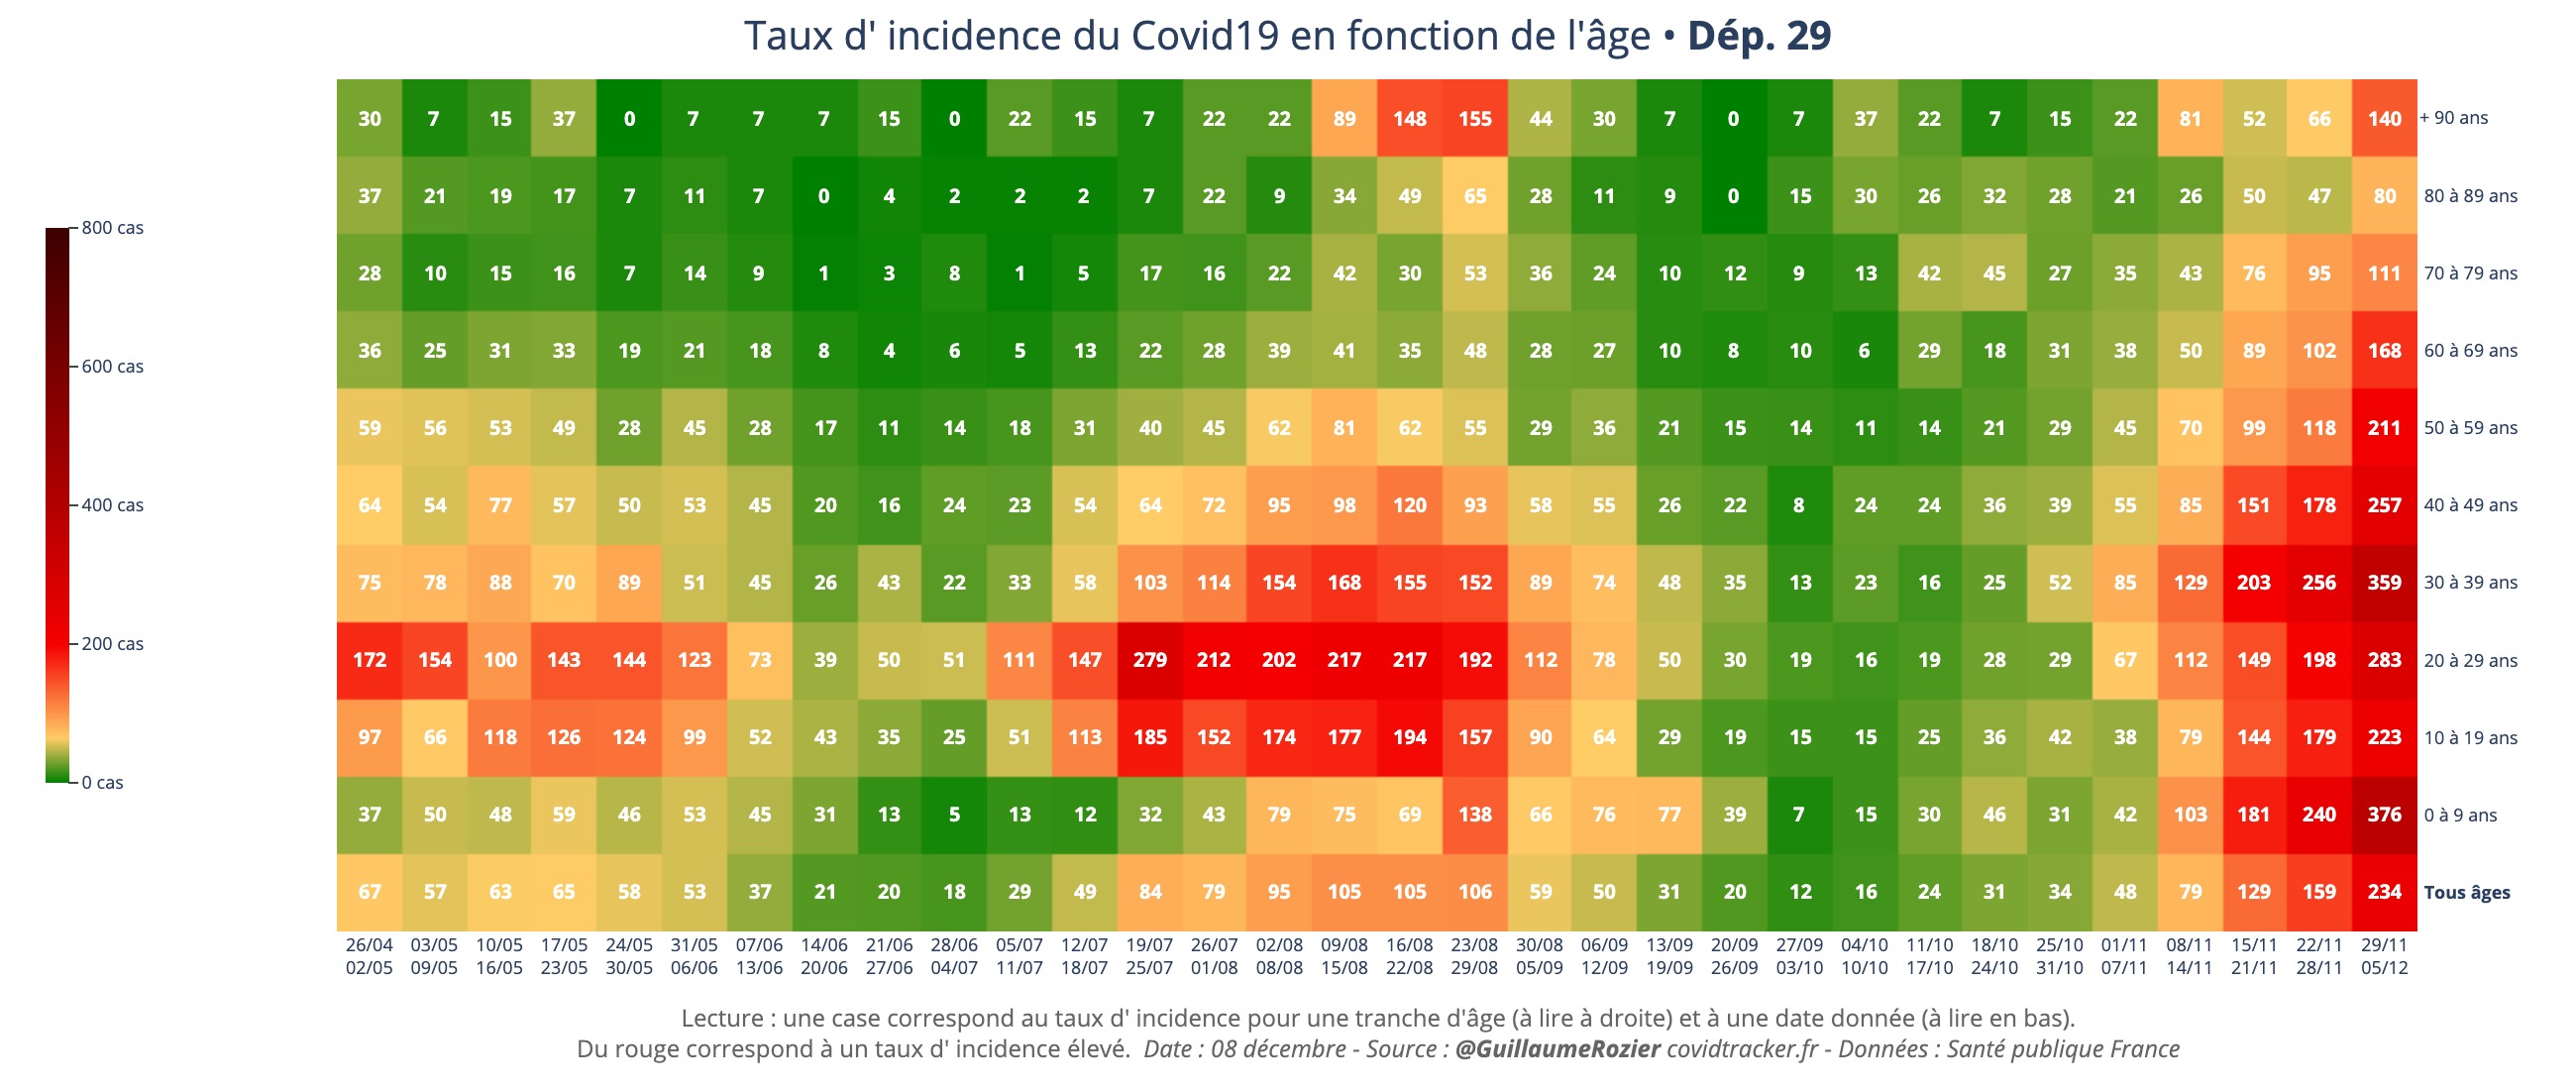 Taux d' incidence du Covid19 en fonction de l'âge • Dép. 29
800 cas
600 cas
400 cas
200 cas
0 cas
30 7 15 37 0 7 7 7 15 0 22 15 7 22 22 89 148 155 44 30 7 0 7 37 22 7 15 22 81 52 66 140 + 90 ans
37 21 19 17 7 11 7 0 4 2 2 2 7 22 9 34 49 65 28 11 9 0 15 30 26 32 28 21 26 50 47 80 80 à 89 ans
28 10 15 16 7 14 9 1 3 8 1 5 17 16 22 42 30 53 36 24 10 12 9 13 42 45 27 35 43 76 95 111 70 à 79 ans
36 25 31 33 19 21 18 8 4 6 5 13 22 28 39 41 35 48 28 27 10 8 10 6 29 18 31 38 50 89 102 168 60 à 69 ans
59 56 53 49 28 45 28 17 11 14 18 31 40 45 62 81 62 55 29 36 21 15 14 11 14 21 29 45 70 99 118 211 50 à 59 ans
64 54 77 57 50 53 45 20 16 24 23 54 64 72 95 98 120 93 58 55 26 22 8 24 24 36 39 55 85 151 178 257 40 à 49 ans
75 78 88 70 89 51 45 26 43 22 33 58 103 114 154 168 155 152 89 74 48 35 13 23 16 25 52 85 129 203 256 359 30 à 39 ans
172 154 100 143 144 123 73 39 50 51 111 147 279 212 202 217 217 192 112 78 50 30 19 16 19 28 29 67 112 149 198 283 20 à 29 ans
97 66 118 126 124 99 52 43 35 25 51 113 185 152 174 177 194 157 90 64 29 19 15 15 25 36 42 38 79 144 179 223 10 à 19 ans
37 50 48 59 46 53 45 31 13 5 13 12 32 43 79 75 69 138 66 76 77 39 7 15 30 46 31 42 103 181 240 376 0 à 9 ans
67 57 63 65 58 53 37 21 20 18 29 49 84 79 95 105 105 106 59 50 31 20 12 16 24 31 34 48 79 129 159 234 Tous âges
26/04 03/05 10/05 17/05 24/05 31/05 07/06 14/06 21/06 28/06 05/07 12/07 19/07 26/07 02/08 09/08 16/08 23/08 30/08 06/09 13/09 20/09 27/09 04/10 11/10 18/10 25/10 01/11 08/11 15/11 22/11 29/11
02/05 09/05 16/05 23/05 30/05 06/06 13/06 20/06 27/06 04/07 11/07 18/07 25/07 01/08 08/08 15/08 22/08 29/08 05/09 12/09 19/09 26/09 03/10 10/10 17/10 24/10 31/10 07/11 14/11 21/11 28/11 05/12
Lecture : une case correspond au taux d' incidence pour une tranche d'âge (à lire à droite) et à une date donnée (à lire en bas).
Du rouge correspond à un taux d' incidence élevé. Date : 08 décembre - Source : @GuillaumeRozier covidtracker.fr - Données : Santé publique France